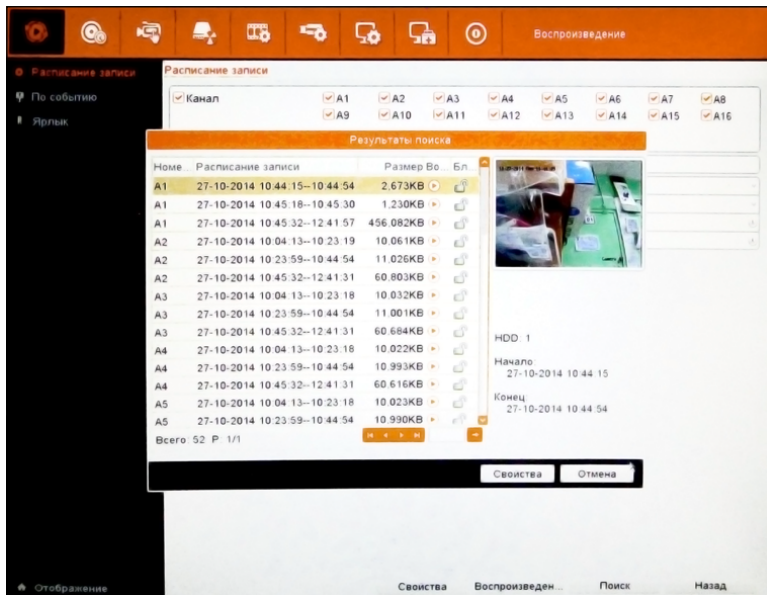 Воспроизведение
Расписание записи
По событию
Ярлык
Расписание записи
Канал A1 A2 A3 A4 A5 A6 A7 A8
A9 A10 A11 A12 A13 A14 A15 A16
Результаты поиска
Номе... Расписание записи Размер Во... Бл...
A1 27-10-2014 10:44:15--10:44:54 2,673KB
A1 27-10-2014 10:45:18--10:45:30 1,230KB
A1 27-10-2014 10:45:32--12:41:57 456,082KB
A2 27-10-2014 10:04:13--10:23:19 10,061KB
A2 27-10-2014 10:23:59--10:44:54 11,026KB
A2 27-10-2014 10:45:32--12:41:31 60,803KB
A3 27-10-2014 10:04:13--10:23:18 10,032KB
A3 27-10-2014 10:23:59--10:44:54 11,001KB
A3 27-10-2014 10:45:32--12:41:31 60,684KB
A4 27-10-2014 10:04:13--10:23:18 10,022KB
A4 27-10-2014 10:23:59--10:44:54 10,993KB
A4 27-10-2014 10:45:32--12:41:31 60,616KB
A5 27-10-2014 10:04:13--10:23:18 10,023KB
A5 27-10-2014 10:23:59--10:44:54 10,990KB
Всего: 52 P: 1/1
HDD: 1
Начало:
27-10-2014 10:44:15
Конец:
27-10-2014 10:44:54
Свойства Отмена
Отображение Свойства Воспроизведен... Поиск Назад